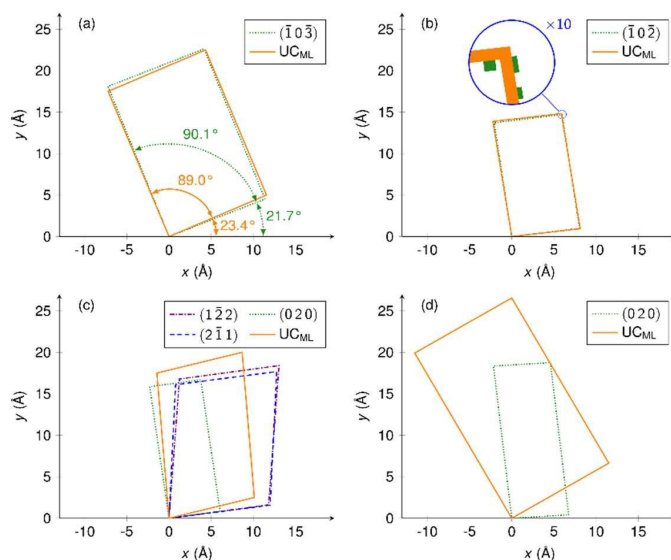 (a)
(1̄ 0 3̄)
UC_ML
25
20
15
10
5
0
y (Å)
90.1°
89.0°
23.4°
21.7°
-10 -5 0 5 10 15
x (Å)
(b)
×10
(1̄ 0 2̄)
UC_ML
25
20
15
10
5
0
y (Å)
-10 -5 0 5 10 15
x (Å)
(c)
(1 2̄ 2) (0 2 0)
(2 1̄ 1) UC_ML
25
20
15
10
5
0
y (Å)
-10 -5 0 5 10 15
x (Å)
(d)
(0 2 0)
UC_ML
25
20
15
10
5
0
y (Å)
-10 -5 0 5 10 15
x (Å)